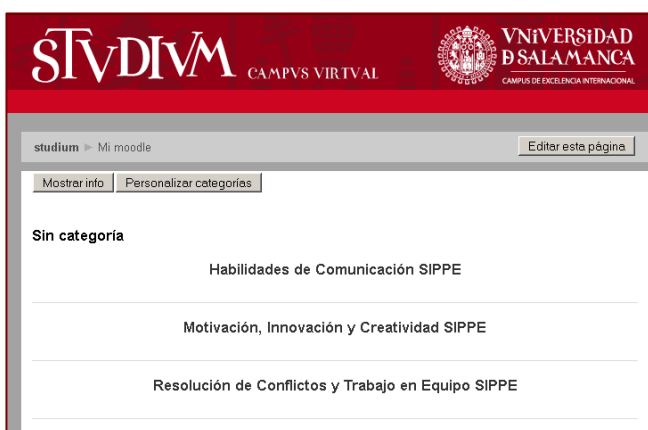 STVDIVM CAMPVS VIRTVAL
VNiVERSiDAD
Ð SALAMANCA
CAMPUS DE EXCELENCIA INTERNACIONAL
studium ► Mi moodle
Editar esta página
Mostrar info Personalizar categorías
Sin categoría
Habilidades de Comunicación SIPPE
Motivación, Innovación y Creatividad SIPPE
Resolución de Conflictos y Trabajo en Equipo SIPPE